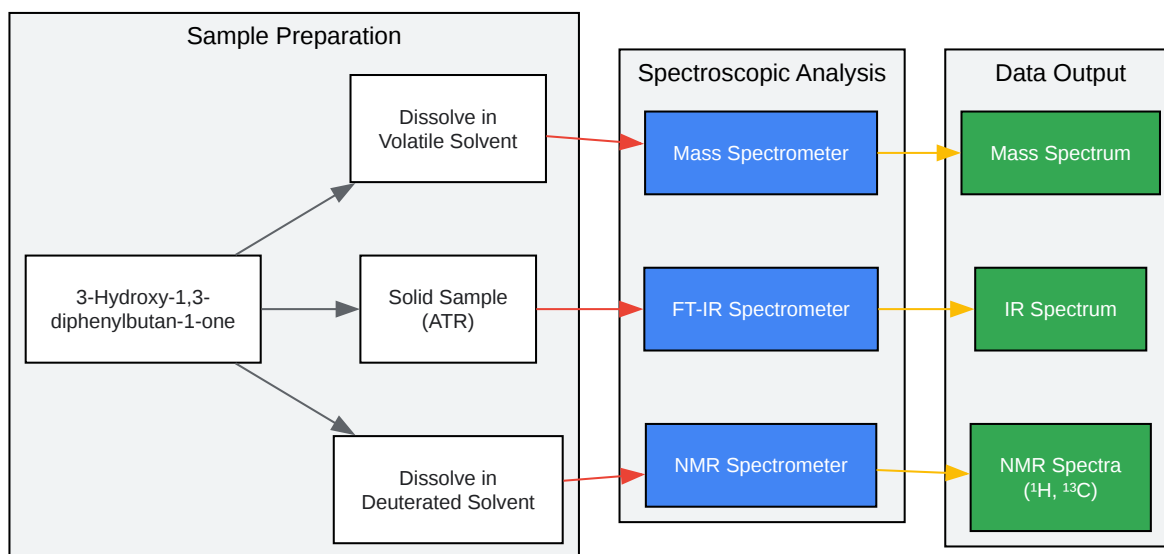 Sample Preparation
3-Hydroxy-1,3-
diphenylbutan-1-one
Dissolve in
Volatile Solvent
Solid Sample
(ATR)
Dissolve in
Deuterated Solvent
Spectroscopic Analysis
Mass Spectrometer
FT-IR Spectrometer
NMR Spectrometer
Data Output
Mass Spectrum
IR Spectrum
NMR Spectra
(¹H, ¹³C)